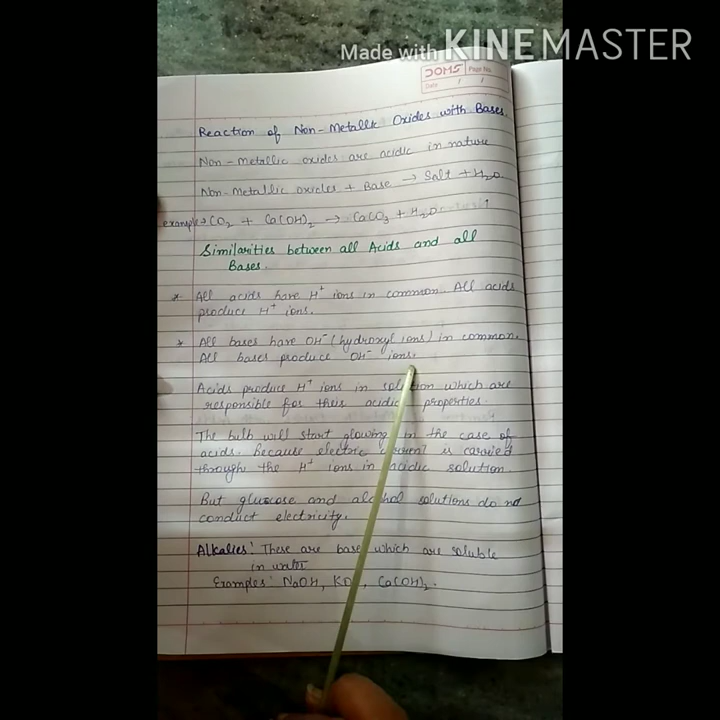 Made with KINEMASTER
DOMS Page No.
Date / /
Reaction of Non-Metallic Oxides with Bases.
Non-metallic oxides are acidic in nature
Non-Metallic oxides + Base → Salt + H₂O.
example→ CO₂ + Ca(OH)₂ → CaCO₃ + H₂O
Similarities between all Acids and all
Bases.
* All acids have H⁺ ions in common. All acids
produce H⁺ ions.
* All bases have OH⁻ (hydroxyl ions) in common.
All bases produce OH⁻ ions.
Acids produce H⁺ ions in solution which are
responsible for their acidic properties.
The bulb will start glowing in the case of
acids, because electric current is carried
through the H⁺ ions in acidic solution.
But glucose and alcohol solutions do not
conduct electricity.
Alkalies: These are base which are soluble
in water
Examples: NaOH, KO , Ca(OH)₂.